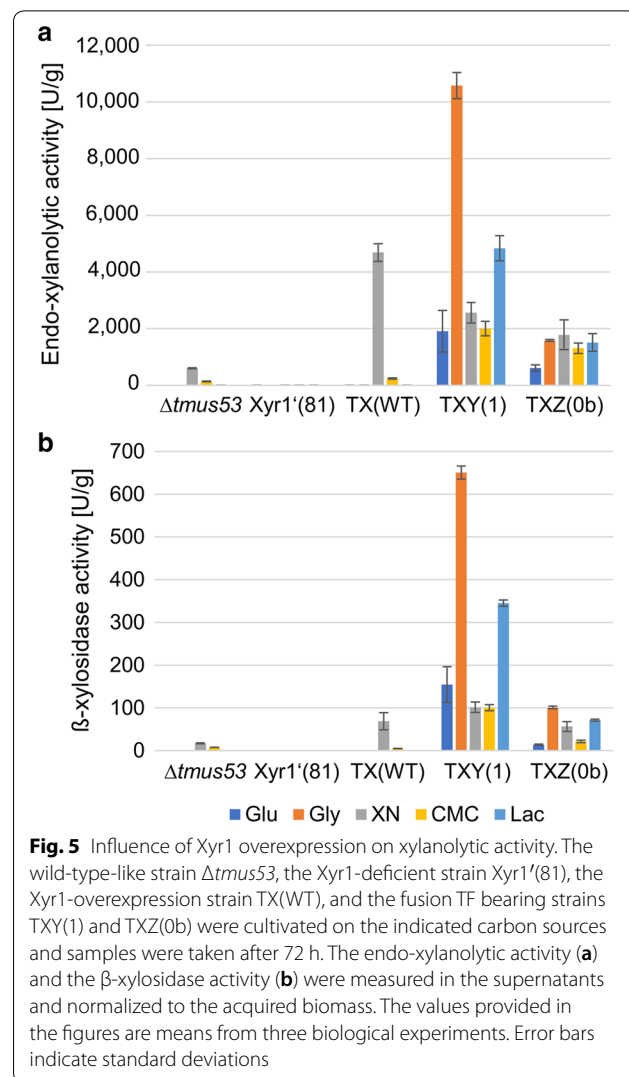 a
12,000
10,000
8,000
6,000
4,000
2,000
0
Endo-xylanolytic activity [U/g]
Δtmus53 Xyr1‘(81) TX(WT) TXY(1) TXZ(0b)
b
700
600
500
400
300
200
100
0
ß-xylosidase activity [U/g]
Δtmus53 Xyr1‘(81) TX(WT) TXY(1) TXZ(0b)
Glu Gly XN CMC Lac
Fig. 5 Influence of Xyr1 overexpression on xylanolytic activity. The
wild-type-like strain Δtmus53, the Xyr1-deficient strain Xyr1′(81), the
Xyr1-overexpression strain TX(WT), and the fusion TF bearing strains
TXY(1) and TXZ(0b) were cultivated on the indicated carbon sources
and samples were taken after 72 h. The endo-xylanolytic activity (a)
and the β-xylosidase activity (b) were measured in the supernatants
and normalized to the acquired biomass. The values provided in
the figures are means from three biological experiments. Error bars
indicate standard deviations